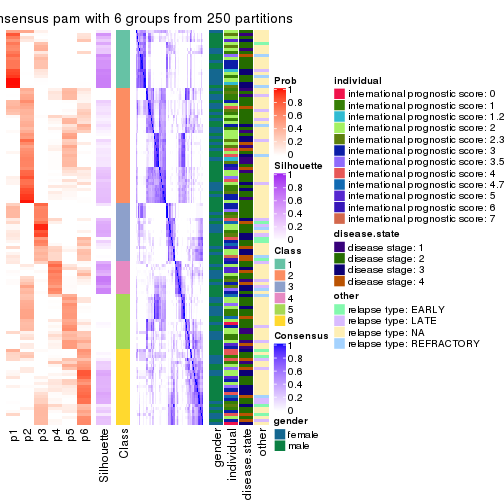 nsensus pam with 6 groups from 250 partitions
Prob
1
0.8
0.6
0.4
0.2
0
Silhouette
1
0.8
0.6
0.4
0.2
0
Class
1
2
3
4
5
6
Consensus
1
0.8
0.6
0.4
0.2
0
gender
female
male
individual
international prognostic score: 0
international prognostic score: 1
international prognostic score: 1.2
international prognostic score: 2
international prognostic score: 2.3
international prognostic score: 3
international prognostic score: 3.5
international prognostic score: 4
international prognostic score: 4.7
international prognostic score: 5
international prognostic score: 6
international prognostic score: 7
disease.state
disease stage: 1
disease stage: 2
disease stage: 3
disease stage: 4
other
relapse type: EARLY
relapse type: LATE
relapse type: NA
relapse type: REFRACTORY
p1
p2
p3
p4
p5
p6
Silhouette
Class
gender
individual
disease.state
other